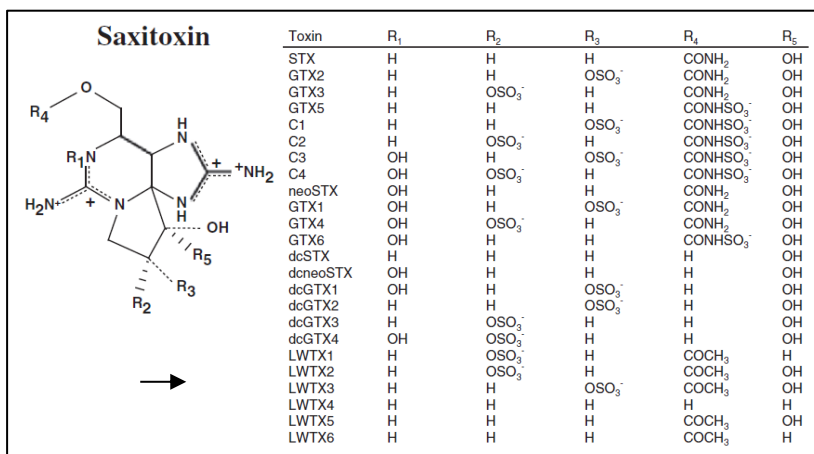 Saxitoxin
R₄ O
H
N
R₁N
+ +NH₂
H₂N+ N N
+ H
OH
R₅
R₃
R₂
Toxin R₁ R₂ R₃ R₄ R₅
STX H H H CONH₂ OH
GTX2 H H OSO₃⁻ CONH₂ OH
GTX3 H OSO₃⁻ H CONH₂ OH
GTX5 H H H CONHSO₃⁻ OH
C1 H H OSO₃⁻ CONHSO₃⁻ OH
C2 H OSO₃⁻ H CONHSO₃⁻ OH
C3 OH H OSO₃⁻ CONHSO₃⁻ OH
C4 OH OSO₃⁻ H CONHSO₃⁻ OH
neoSTX OH H H CONH₂ OH
GTX1 OH H OSO₃⁻ CONH₂ OH
GTX4 OH OSO₃⁻ H CONH₂ OH
GTX6 OH H H CONHSO₃⁻ OH
dcSTX H H H H OH
dcneoSTX OH H H H OH
dcGTX1 OH H OSO₃⁻ H OH
dcGTX2 H H OSO₃⁻ H OH
dcGTX3 H OSO₃⁻ H H OH
dcGTX4 OH OSO₃⁻ H H OH
LWTX1 H OSO₃⁻ H COCH₃ H
LWTX2 H OSO₃⁻ H COCH₃ OH
LWTX3 H H OSO₃⁻ COCH₃ OH
LWTX4 H H H H H
LWTX5 H H H COCH₃ OH
LWTX6 H H H COCH₃ H